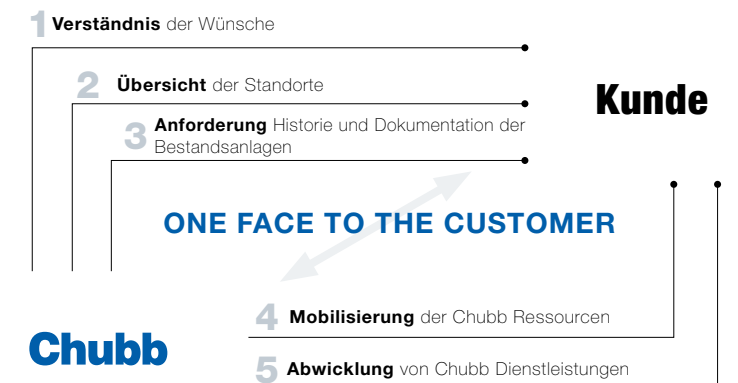 1 Verständnis der Wünsche
2 Übersicht der Standorte
Kunde
3 Anforderung Historie und Dokumentation der
Bestandsanlagen
ONE FACE TO THE CUSTOMER
4 Mobilisierung der Chubb Ressourcen
Chubb
5 Abwicklung von Chubb Dienstleistungen